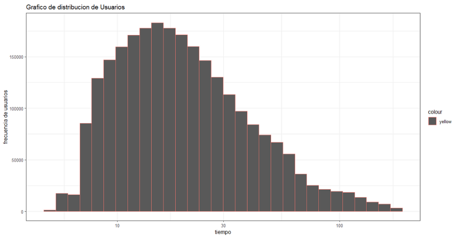 Grafico de distribucion de Usuarios
frecuencia de usuarios
150000
100000
50000
0
10
30
100
tiempo
colour
yellow